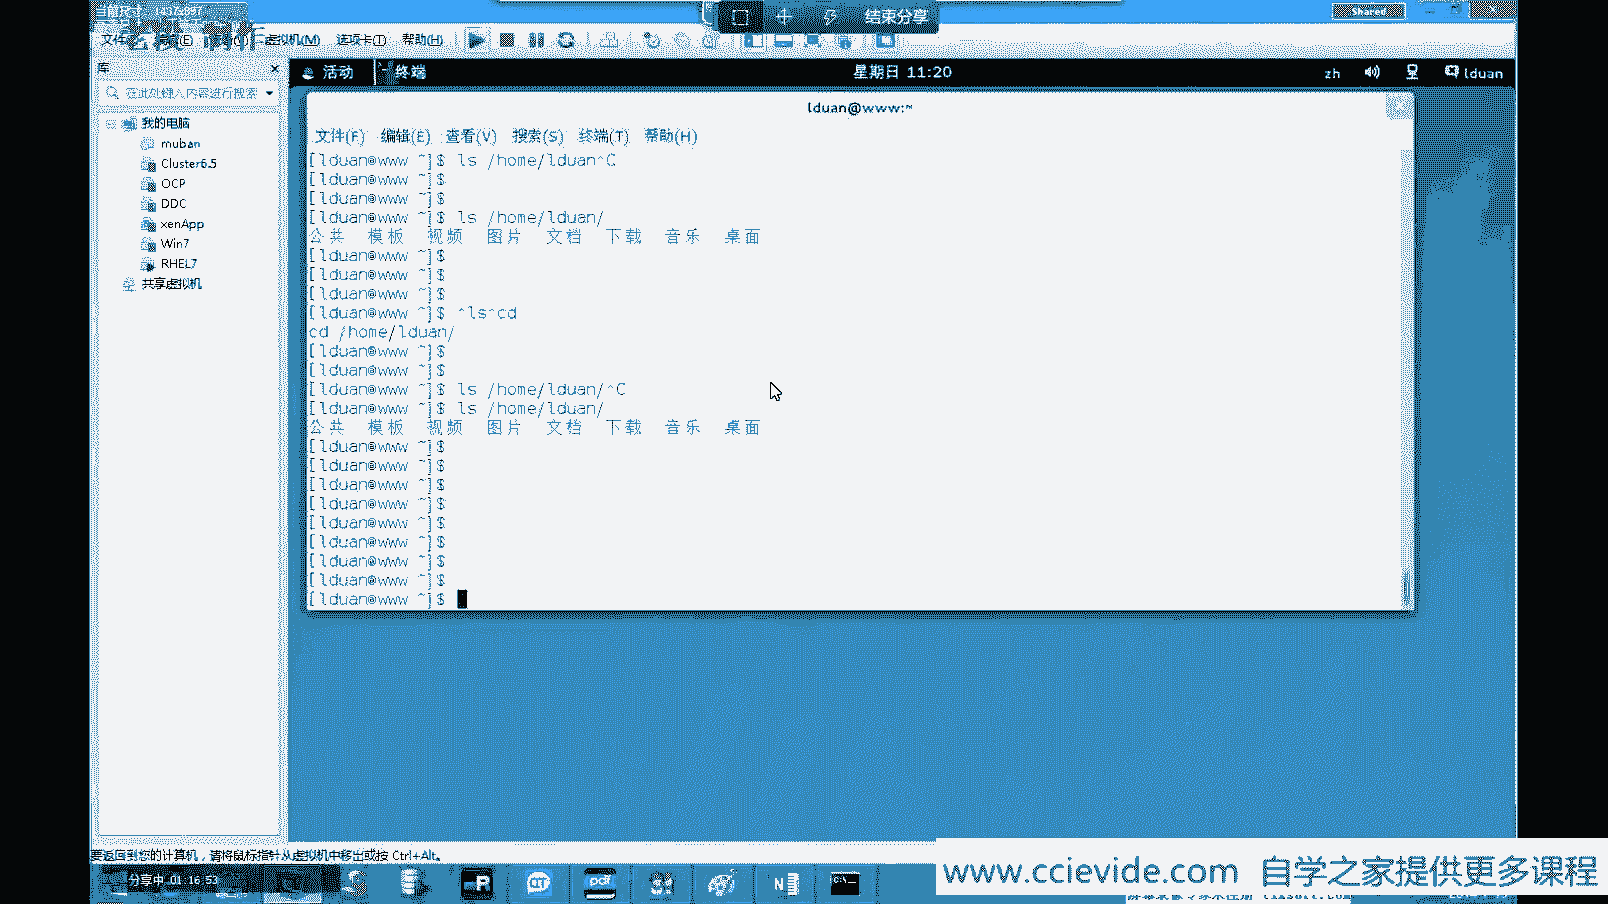 当前尺寸: 1437x897
结束分享
Shared
文件 (E) 虚拟机(M) 选项卡(T) 帮助(H)
库
在此处键入内容进行搜索
我的电脑
muban
Cluster6.5
OCP
DDC
xenApp
Win7
RHEL7
共享虚拟机
活动 终端
星期日 11:20
zh
lduan
lduan@www:~
文件(F) 编辑(E) 查看(V) 搜索(S) 终端(T) 帮助(H)
[lduan@www ~]$ ls /home/lduan^C
[lduan@www ~]$
[lduan@www ~]$
[lduan@www ~]$ ls /home/lduan/
公共 模板 视频 图片 文档 下载 音乐 桌面
[lduan@www ~]$
[lduan@www ~]$
[lduan@www ~]$
[lduan@www ~]$ ^ls^cd
cd /home/lduan/
[lduan@www ~]$
[lduan@www ~]$
[lduan@www ~]$ ls /home/lduan/^C
[lduan@www ~]$ ls /home/lduan/
公共 模板 视频 图片 文档 下载 音乐 桌面
[lduan@www ~]$
[lduan@www ~]$
[lduan@www ~]$
[lduan@www ~]$
[lduan@www ~]$
[lduan@www ~]$
[lduan@www ~]$
[lduan@www ~]$
[lduan@www ~]$
要返回到您的计算机，请将鼠标指针从虚拟机中移出或按 Ctrl+Alt。
分享中 01:16:52
pdf
www.ccievide.com 自学之家提供更多课程